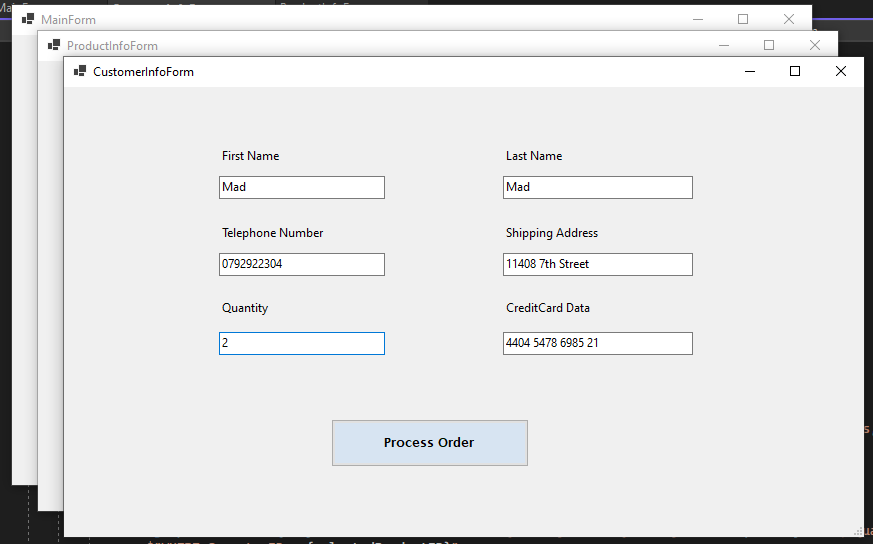 MainForm
ProductInfoForm
CustomerInfoForm
First Name
Last Name
Mad
Mad
Telephone Number
Shipping Address
0792922304
11408 7th Street
Quantity
CreditCard Data
2
4404 5478 6985 21
Process Order